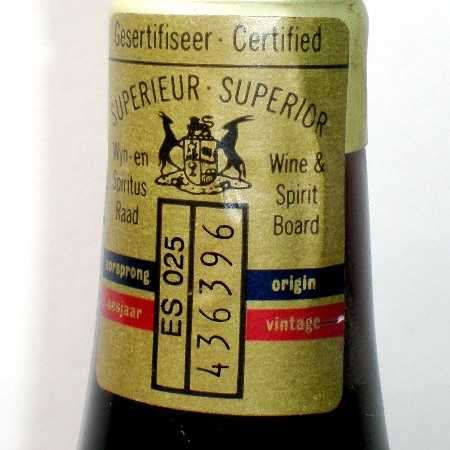 Gesertifiseer · Certified
SUPERIEUR · SUPERIOR
Wyn-en
Spiritus
Raad
Wine &
Spirit
Board
oorsprong
origin
oesjaar
vintage
ES 025
436396